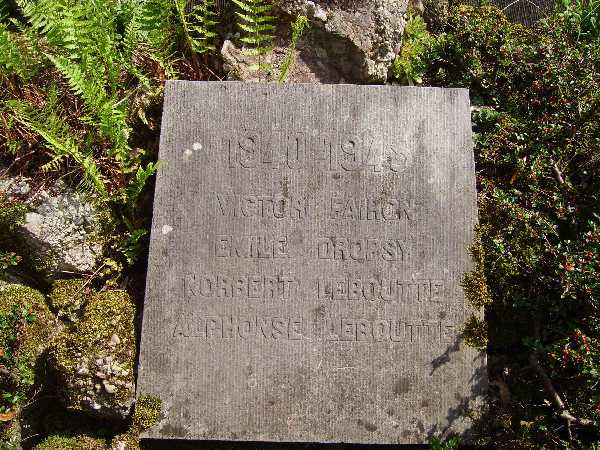 1940-1945
VICTOR FAIRON
EMILE DROPSY
NORBERT LEBOUTTE
ALPHONSE LEBOUTTE